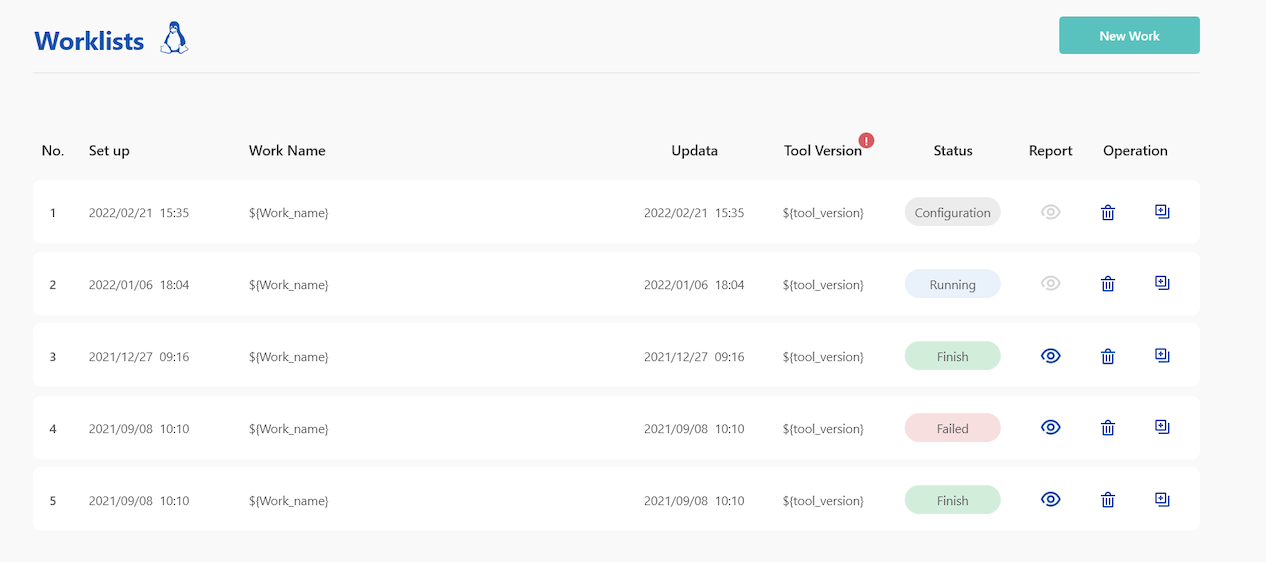 Worklists
New Work
No. Set up Work Name Updata Tool Version ! Status Report Operation
1 2022/02/21 15:35 ${Work_name} 2022/02/21 15:35 ${tool_version} Configuration
2 2022/01/06 18:04 ${Work_name} 2022/01/06 18:04 ${tool_version} Running
3 2021/12/27 09:16 ${Work_name} 2021/12/27 09:16 ${tool_version} Finish
4 2021/09/08 10:10 ${Work_name} 2021/09/08 10:10 ${tool_version} Failed
5 2021/09/08 10:10 ${Work_name} 2021/09/08 10:10 ${tool_version} Finish